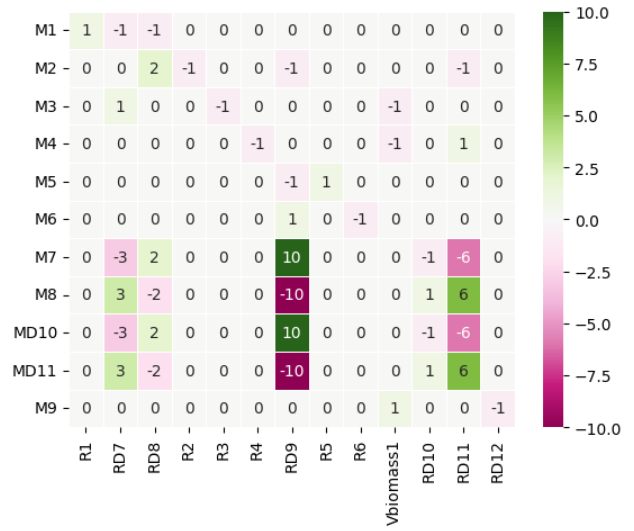 M1 1 -1 -1 0 0 0 0 0 0 0 0 0 0
M2 0 0 2 -1 0 0 -1 0 0 0 0 -1 0
M3 0 1 0 0 -1 0 0 0 0 -1 0 0 0
M4 0 0 0 0 0 -1 0 0 0 -1 0 1 0
M5 0 0 0 0 0 0 -1 1 0 0 0 0 0
M6 0 0 0 0 0 0 1 0 -1 0 0 0 0
M7 0 -3 2 0 0 0 10 0 0 0 -1 -6 0
M8 0 3 -2 0 0 0 -10 0 0 0 1 6 0
MD10 0 -3 2 0 0 0 10 0 0 0 -1 -6 0
MD11 0 3 -2 0 0 0 -10 0 0 0 1 6 0
M9 0 0 0 0 0 0 0 0 0 1 0 0 -1
R1 RD7 RD8 R2 R3 R4 RD9 R5 R6 Vbiomass1 RD10 RD11 RD12
10.0
7.5
5.0
2.5
0.0
−2.5
−5.0
−7.5
−10.0